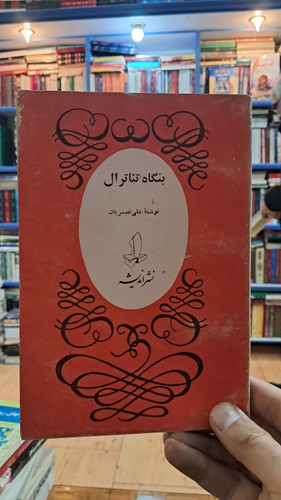 بنگاه تئاترال
نوشتهٔ علی نصیریان
نشر اندیشه